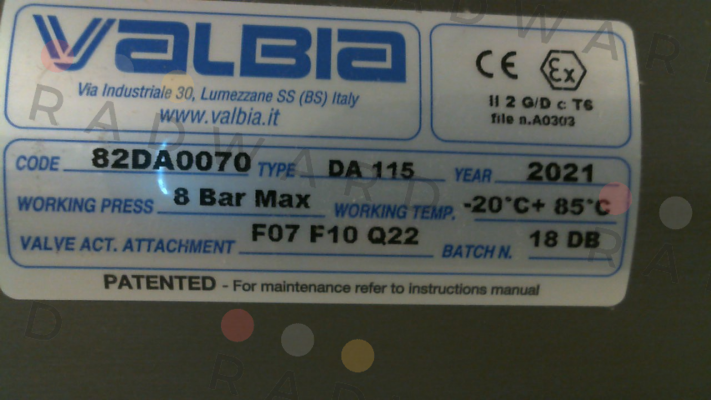 VALBIA
Via Industriale 30, Lumezzane SS (BS) Italy
www.valbia.it
CE Ex
II 2 G/D c T6
file n.A0303
CODE 82DA0070 TYPE DA 115 YEAR 2021
WORKING PRESS 8 Bar Max WORKING TEMP. -20°C+ 85°C
VALVE ACT. ATTACHMENT F07 F10 Q22 BATCH N. 18 DB
PATENTED - For maintenance refer to instructions manual
RADWARD